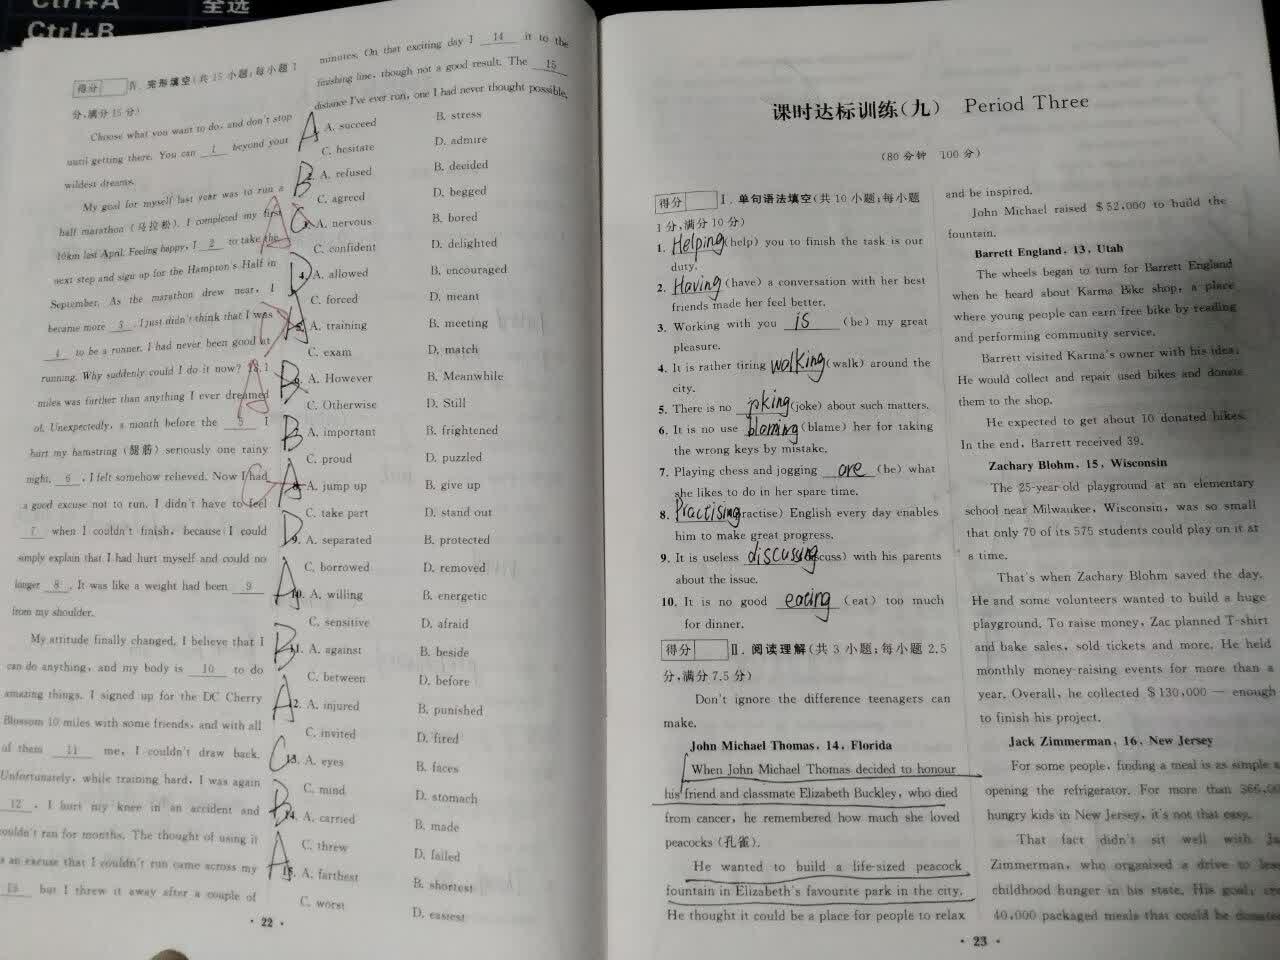 Ctrl+A 全选
Ctrl+B
得分 Ⅳ. 完形填空(共 15 小题;每小题 1
分,满分 15 分)
Choose what you want to do, and don't stop
until getting there. You can 1 beyond your
wildest dreams.
My goal for myself last year was to run a
half marathon (马拉松). I completed my first
10km last April. Feeling happy, I 2 to take the
next step and sign up for the Hampton's Half in
September. As the marathon drew near, I
became more 3 . I just didn't think that I was
4 to be a runner. I had never been good at
running. Why suddenly could I do it now? 13.1
miles was further than anything I ever dreamed
of. Unexpectedly, a month before the 5 I
hurt my hamstring (腿筋) seriously one rainy
night. 6 , I felt somehow relieved. Now I had
a good excuse not to run. I didn't have to feel
7 when I couldn't finish, because I could
simply explain that I had hurt myself and could no
longer 8 . It was like a weight had been 9
from my shoulder.
My attitude finally changed. I believe that I
can do anything, and my body is 10 to do
amazing things. I signed up for the DC Cherry
Blossom 10 miles with some friends, and with all
of them 11 me, I couldn't draw back.
Unfortunately, while training hard, I was again
12 . I hurt my knee in an accident and
couldn't run for months. The thought of using it
as an excuse that I couldn't run came across my
13 but I threw it away after a couple of
minutes. On that exciting day I 14 it to the
finishing line, though not a good result. The 15
distance I've ever run, one I had never thought possible.
A A. succeed B. stress
C. hesitate D. admire
B 2. A. refused B. decided
C. agreed D. begged
A C A. nervous B. bored
C. confident D. delighted
D 4. A. allowed B. encouraged
C. forced D. meant
A 5. A. training B. meeting
C. exam D. match
A B A. However B. Meanwhile
C. Otherwise D. Still
B A. important B. frightened
C. proud D. puzzled
C A 8. A. jump up B. give up
C. take part D. stand out
D 9. A. separated B. protected
C. borrowed D. removed
A 10. A. willing B. energetic
C. sensitive D. afraid
B 11. A. against B. beside
C. between D. before
A 12. A. injured B. punished
C. invited D. fired
C 13. A. eyes B. faces
C. mind D. stomach
B 14. A. carried B. made
C. threw D. failed
A 15. A. farthest B. shortest
C. worst D. easiest
· 22 ·
课时达标训练(九) Period Three
(80 分钟 100 分)
得分 Ⅰ. 单句语法填空(共 10 小题;每小题
1 分,满分 10 分)
1. Helping (help) you to finish the task is our
duty.
2. Having (have) a conversation with her best
friends made her feel better.
3. Working with you is (be) my great
pleasure.
4. It is rather tiring walking (walk) around the
city.
5. There is no joking (joke) about such matters.
6. It is no use blaming (blame) her for taking
the wrong keys by mistake.
7. Playing chess and jogging are (be) what
she likes to do in her spare time.
8. Practising (practise) English every day enables
him to make great progress.
9. It is useless discussing (discuss) with his parents
about the issue.
10. It is no good eating (eat) too much
for dinner.
得分 Ⅱ. 阅读理解(共 3 小题;每小题 2.5
分,满分 7.5 分)
Don't ignore the difference teenagers can
make.
John Michael Thomas, 14, Florida
When John Michael Thomas decided to honour
his friend and classmate Elizabeth Buckley, who died
from cancer, he remembered how much she loved
peacocks (孔雀).
He wanted to build a life-sized peacock
fountain in Elizabeth's favourite park in the city.
He thought it could be a place for people to relax
and be inspired.
John Michael raised $52,000 to build the
fountain.
Barrett England, 13, Utah
The wheels began to turn for Barrett England
when he heard about Karma Bike shop, a place
where young people can earn free bike by reading
and performing community service.
Barrett visited Karma's owner with his idea:
He would collect and repair used bikes and donate
them to the shop.
He expected to get about 10 donated bikes.
In the end, Barrett received 39.
Zachary Blohm, 15, Wisconsin
The 25-year-old playground at an elementary
school near Milwaukee, Wisconsin, was so small
that only 70 of its 575 students could play on it at
a time.
That's when Zachary Blohm saved the day.
He and some volunteers wanted to build a huge
playground. To raise money, Zac planned T-shirt
and bake sales, sold tickets and more. He held
monthly money-raising events for more than a
year. Overall, he collected $130,000 — enough
to finish his project.
Jack Zimmerman, 16, New Jersey
For some people, finding a meal is as simple as
opening the refrigerator. For more than
hungry kids in New Jersey, it's not that easy.
That fact didn't sit well with
Zimmerman, who organised a drive to
childhood hunger in his state. His goal:
40,000 packaged meals that could be donated
· 23 ·